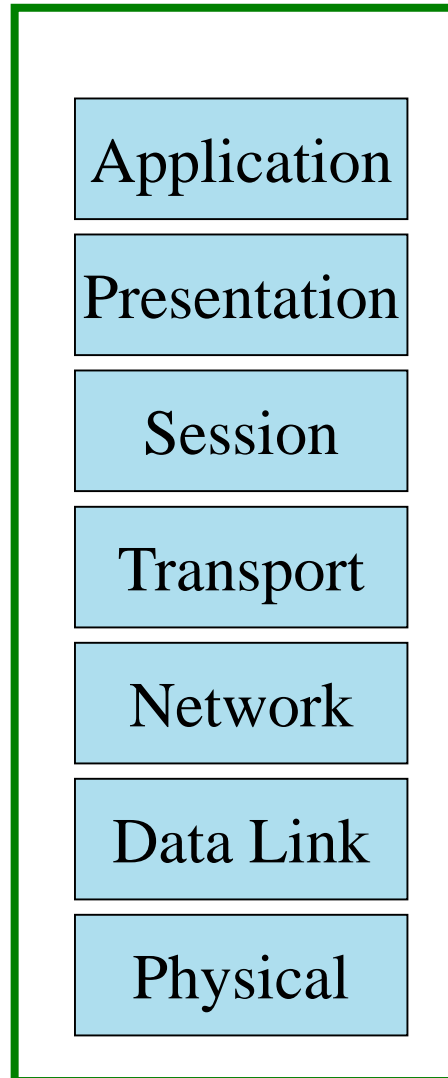 Application
Presentation
Session
Transport
Network
Data Link
Physical